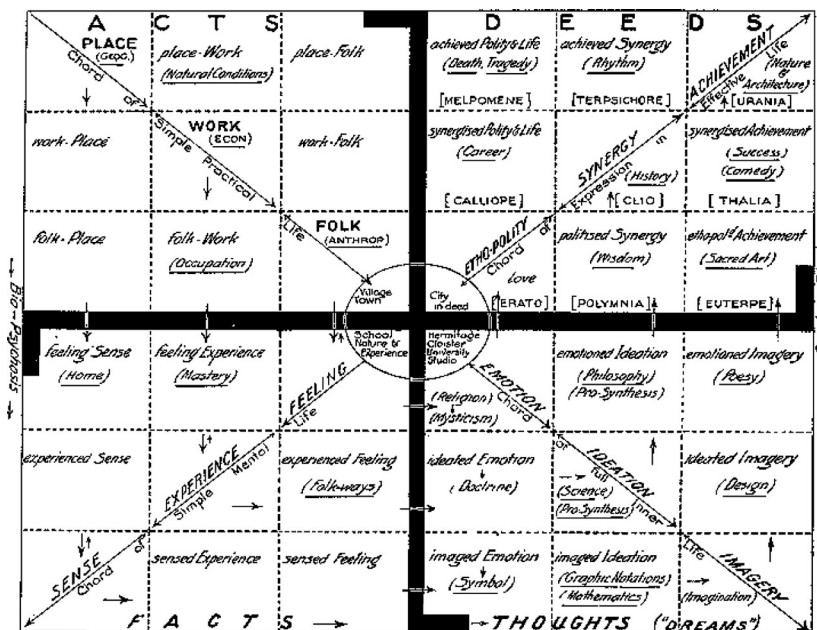 ACTS
DEEDS
PLACE
(GEOG.)
place-Work
(Natural Conditions)
place-Folk
achieved Polity & Life
(Death, Tragedy)
[MELPOMENE]
achieved Synergy
(Rhythm)
[TERPSICHORE]
ACHIEVEMENT
Effective Life
(Nature & Architecture)
[URANIA]
work-Place
WORK
(ECON)
work-Folk
synergised Polity & Life
(Career)
[CALLIOPE]
SYNERGY
Expression in
(History)
[CLIO]
synergised Achievement
(Success)
(Comedy)
[THALIA]
folk-Place
Folk-Work
(Occupation)
FOLK
(ANTHROP)
Chord of Simple Practical Life
ETHO-POLITY
Chord of
love
[ERATO]
politised Synergy
(Wisdom)
[POLYMNIA]
ethopol^d Achievement
(Sacred Art)
[EUTERPE]
Village
Town
City
in deed
School
Nature &
Experience
Hermitage
Cloister
University
Studio
Bio-Psychosis
feeling Sense
(Home)
feeling Experience
(Mastery)
FEELING
Life
EMOTION
Chord
(Religion)
(Mysticism)
emotioned Ideation
(Philosophy)
(Pro-Synthesis)
emotioned Imagery
(Poesy)
experienced Sense
EXPERIENCE
Simple Mental
experienced Feeling
(Folk-ways)
ideated Emotion
(Doctrine)
IDEATION
of full Inner
(Science)
(Pro-Synthesis)
ideated Imagery
(Design)
SENSE
Chord of
sensed Experience
sensed Feeling
imaged Emotion
(Symbol)
imaged Ideation
(Graphic Notations)
(Mathematics)
Life
IMAGERY
(Imagination)
FACTS
THOUGHTS ("DREAMS")